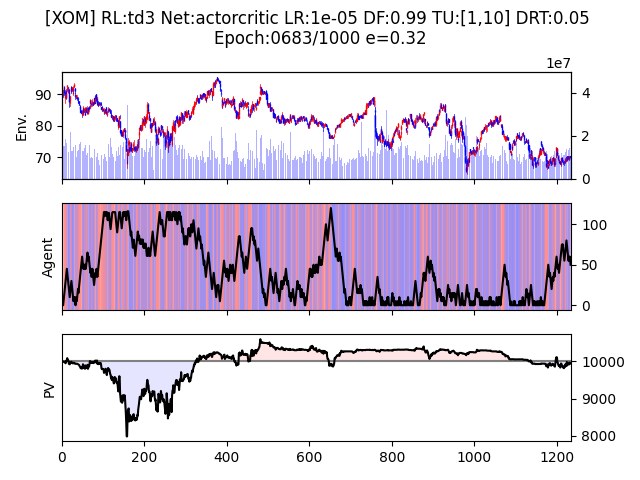 [XOM] RL:td3 Net:actorcritic LR:1e-05 DF:0.99 TU:[1,10] DRT:0.05
Epoch:0683/1000 e=0.32
1e7
Env.
90
80
70
4
2
0
Agent
100
50
0
PV
10000
9000
8000
0 200 400 600 800 1000 1200